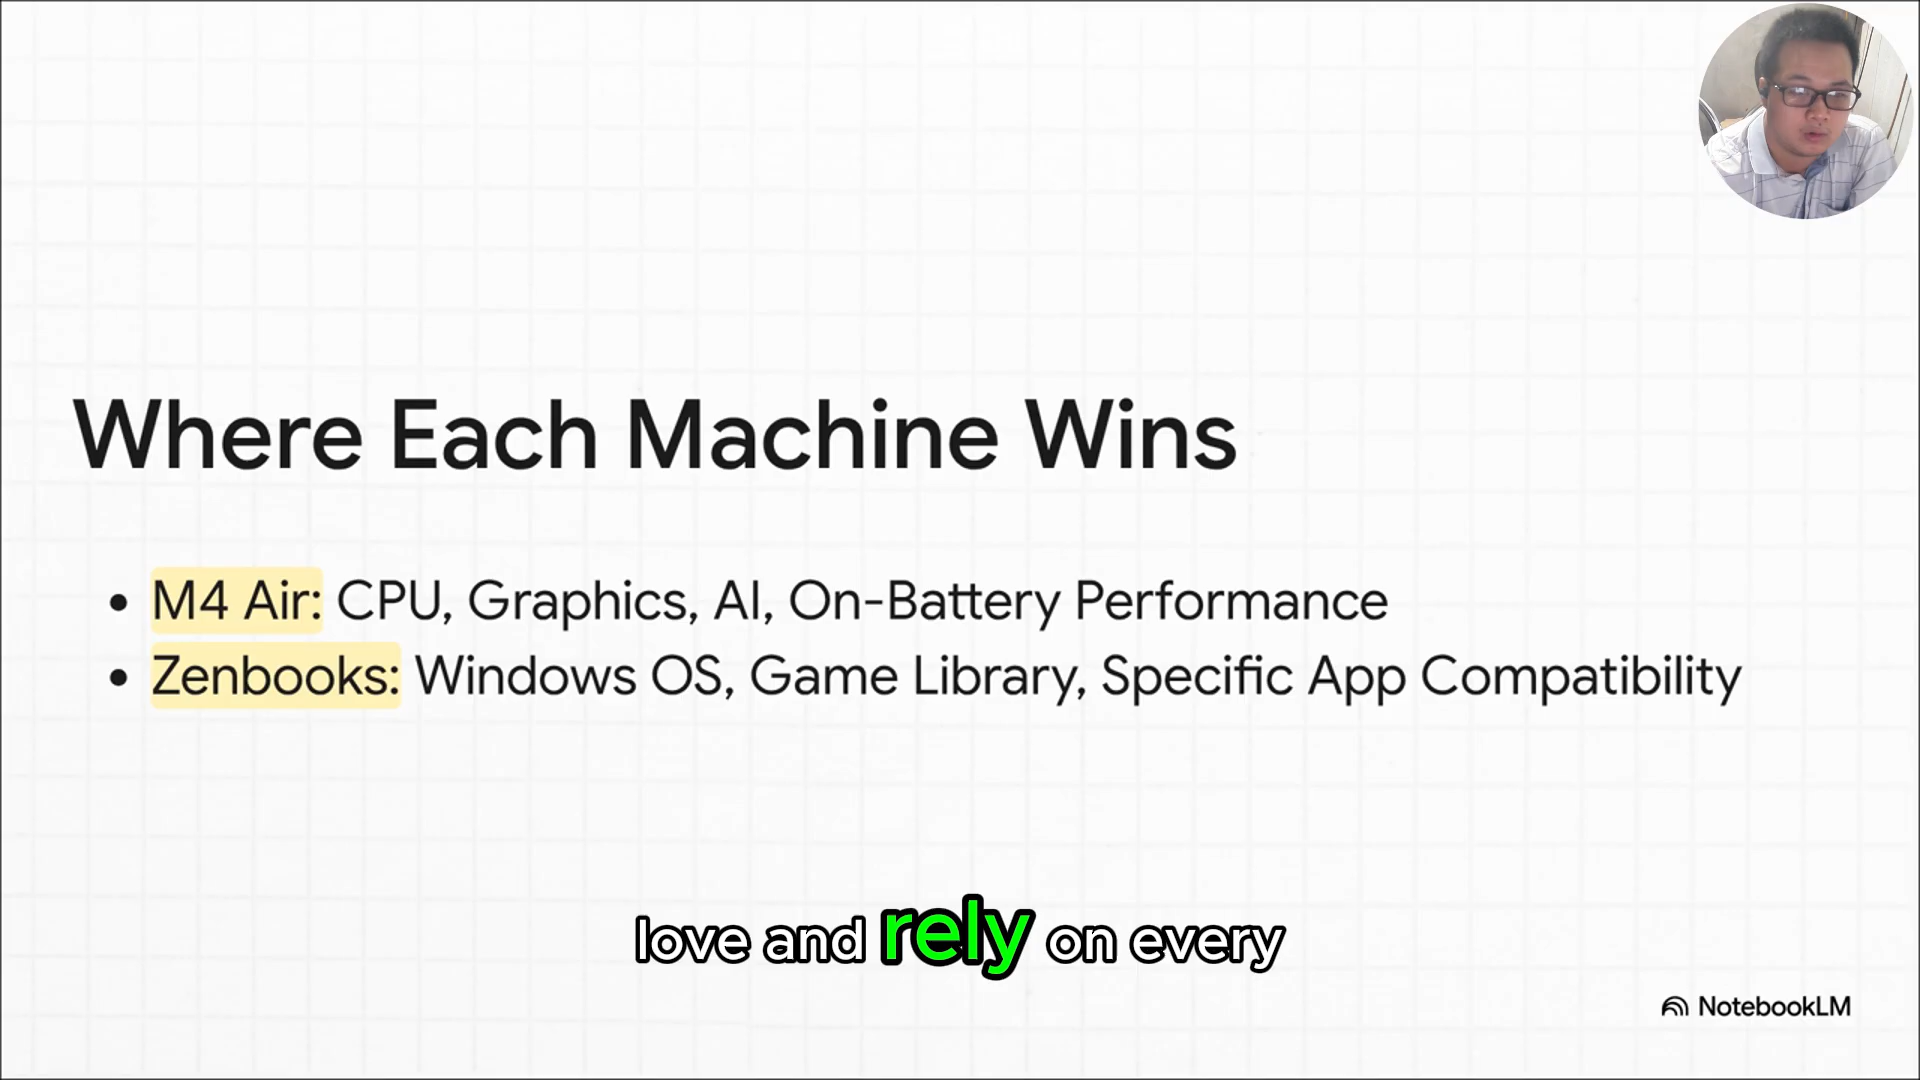 Where Each Machine Wins
• M4 Air: CPU, Graphics, AI, On-Battery Performance
• Zenbooks: Windows OS, Game Library, Specific App Compatibility
love and rely on every
NotebookLM